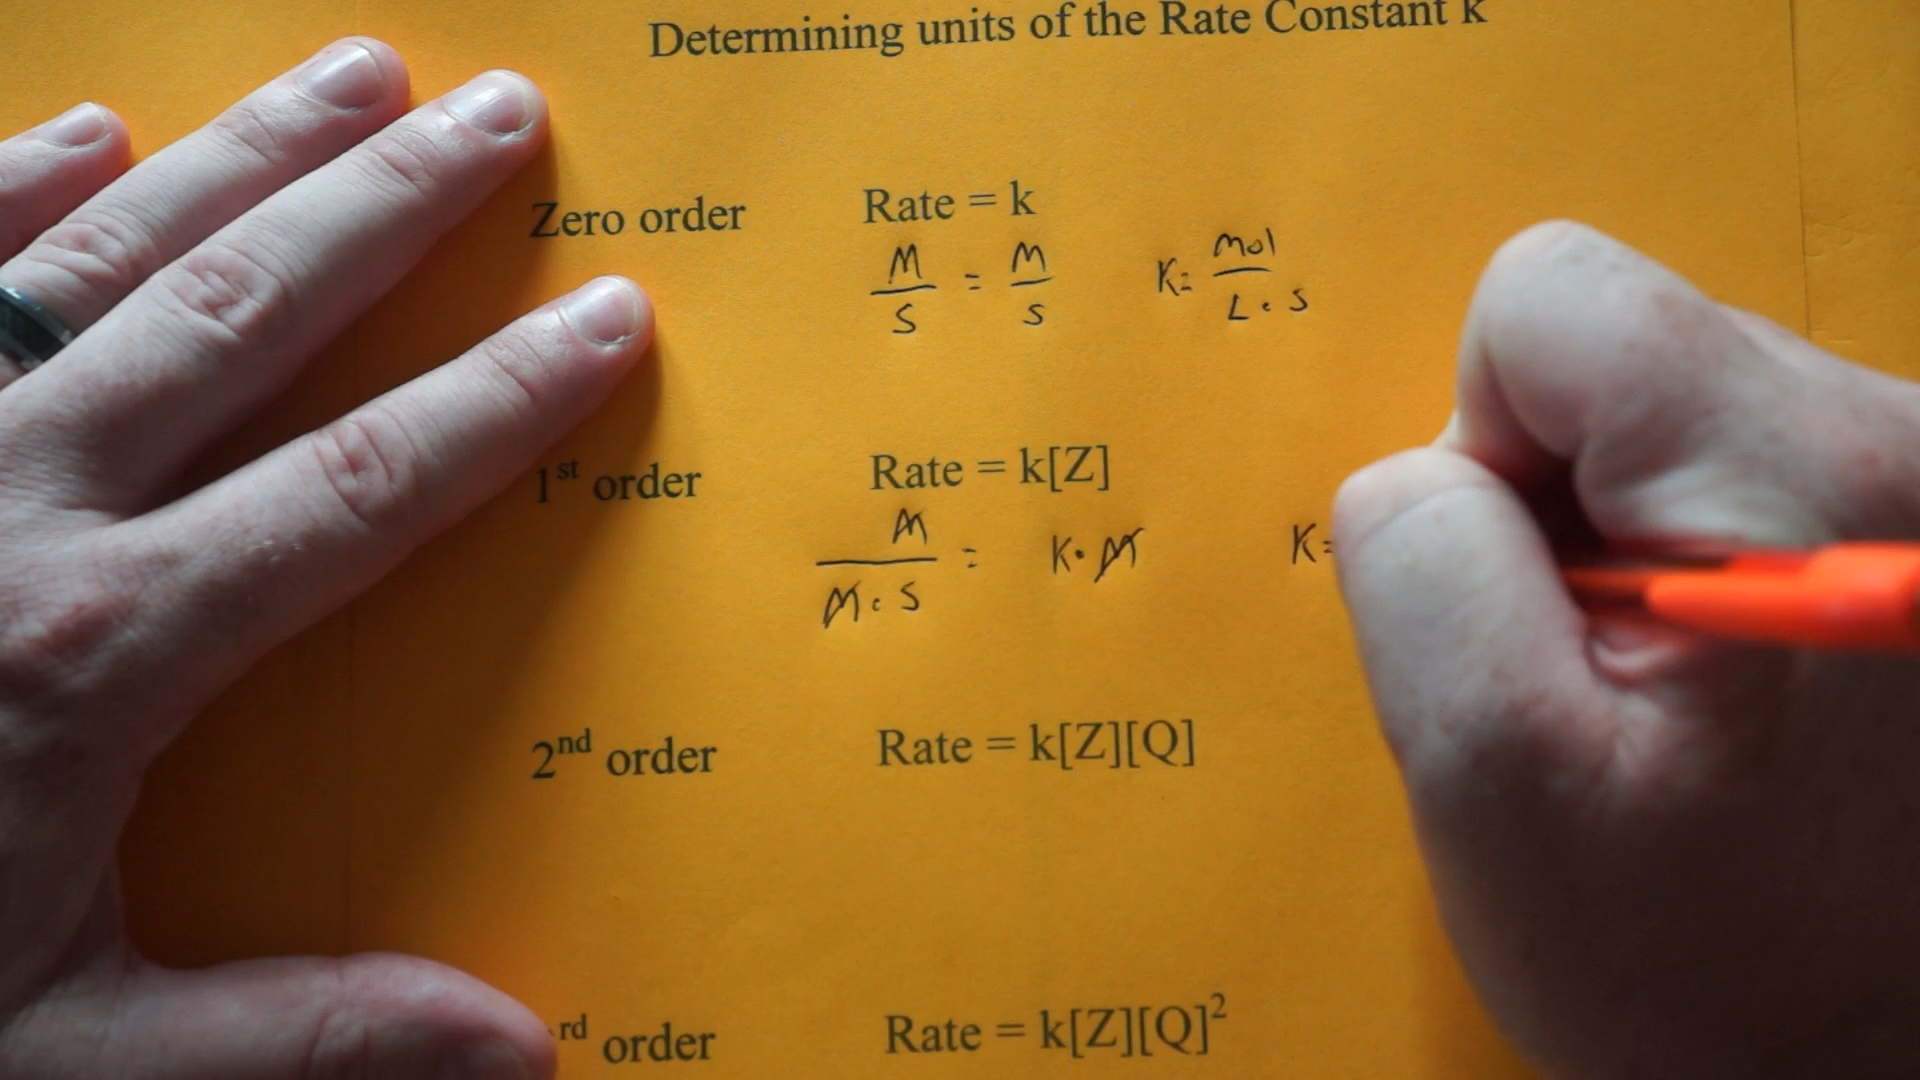 Determining units of the Rate Constant k
Zero order Rate = k
M/S = M/S K= mol/L·S
1st order Rate = k[Z]
M/M·S = K·M K=
2nd order Rate = k[Z][Q]
rd order Rate = k[Z][Q]²